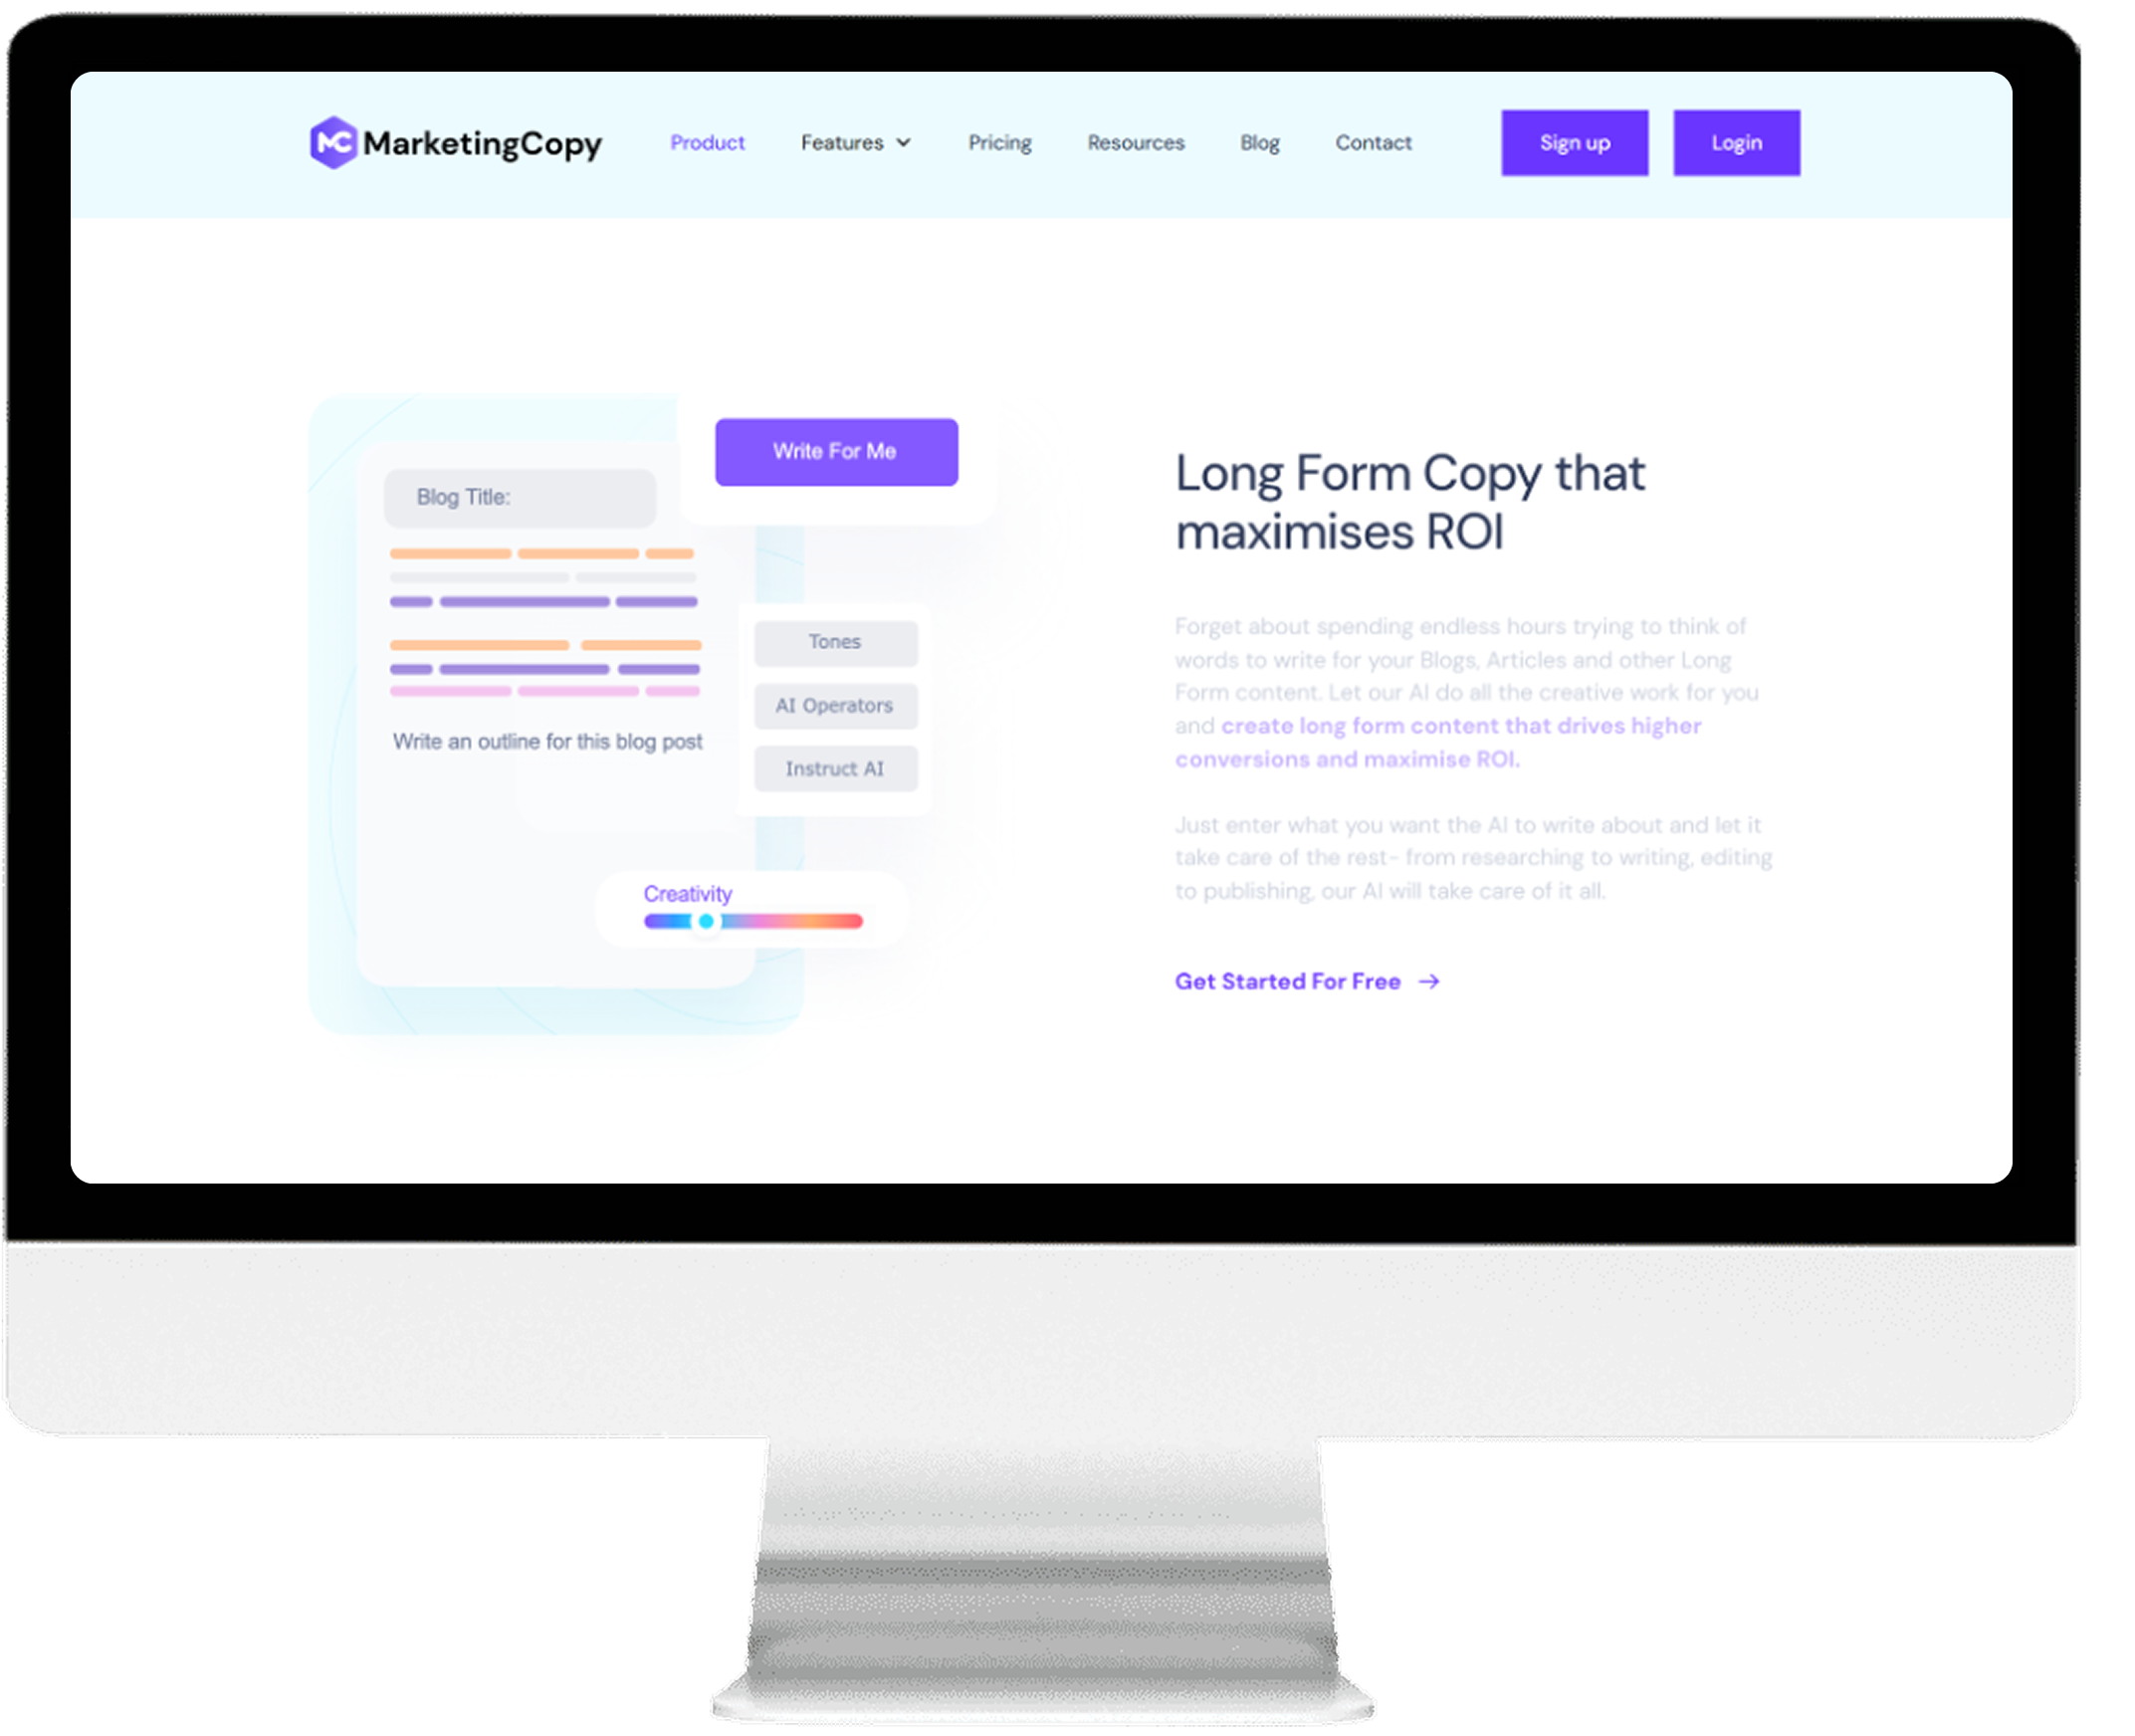 MC MarketingCopy Product Features Pricing Resources Blog Contact Sign up Login
Write For Me
Blog Title:
Tones
AI Operators
Write an outline for this blog post
Instruct AI
Creativity
Long Form Copy that
maximises ROI
Forget about spending endless hours trying to think of
words to write for your Blogs, Articles and other Long
Form content. Let our AI do all the creative work for you
and create long form content that drives higher
conversions and maximise ROI.
Just enter what you want the AI to write about and let it
take care of the rest- from researching to writing, editing
to publishing, our AI will take care of it all.
Get Started For Free →